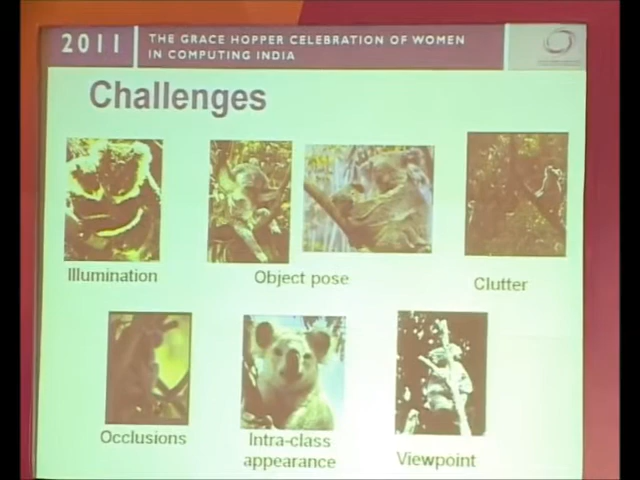 2011
THE GRACE HOPPER CELEBRATION OF WOMEN
IN COMPUTING INDIA
Challenges
Illumination
Object pose
Clutter
Occlusions
Intra-class
appearance
Viewpoint